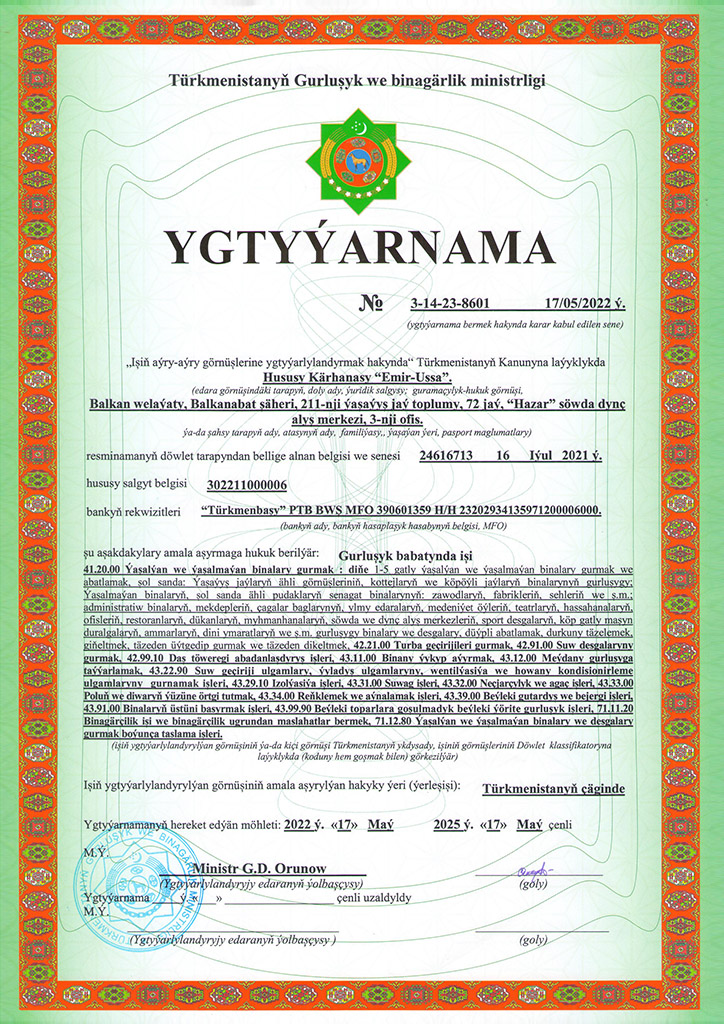 Türkmenistanyň Gurluşyk we binagärlik ministrligi
YGTYÝARNAMA
№ 3-14-23-8601 17/05/2022 ý.
(ygtyýarnama bermek hakynda karar kabul edilen sene)
„Işiň aýry-aýry görnüşlerine ygtyýarlylandyrmak hakynda“ Türkmenistanyň Kanunyna laýyklykda
Hususy Kärhanasy “Emir-Ussa”.
(edara görnüşindäki tarapyň, doly ady, ýuridik salgysy; guramaçylyk-hukuk görnüşi,
Balkan welaýaty, Balkanabat şäheri, 211-nji ýaşaýyş jaý toplumy, 72 jaý, “Hazar” söwda dynç
alyş merkezi, 3-nji ofis.
ýa-da şahsy tarapyň ady, atasynyň ady, familiýasy,, ýaşaýan ýeri, pasport maglumatlary)
resminamanyň döwlet tarapyndan bellige alnan belgisi we senesi 24616713 16 Iýul 2021 ý.
hususy salgyt belgisi 302211000006
bankyň rekwizitleri “Türkmenbaşy” PTB BWŞ MFO 390601359 H/H 23202934135971200006000.
(bankyň ady, bankyň hasaplaşyk hasabynyň belgisi, MFO)
şu aşakdakylary amala aşyrmaga hukuk berilýär: Gurluşyk babatynda işi
41.20.00 Ýaşalýan we ýaşalmaýan binalary gurmak : diňe 1-5 gatly ýaşalýan we ýaşalmaýan binalary gurmak we
abatlamak, şol sanda: Ýaşaýyş jaýlaryň ähli görnüşleriniň, kottejlaryň we köpöýli jaýlaryň binalarynyň gurluşygy;
Ýaşalmaýan binalaryň, şol sanda ähli pudaklaryň senagat binalarynyň: zawodlaryň, fabrikleriň, sehleriň we ş.m.;
administratiw binalaryň, mekdepleriň, çagalar baglarynyň, ylmy edaralaryň, medeniýet öýleriň, teatrlaryň, hassahanalaryň,
ofisleriň, restoranlaryň, dükanlaryň, myhmanhanalaryň, söwda we dynç alyş merkezleriň, sport desgalaryň, köp gatly maşyn
duralgalaryň, ammarlaryň, dini ymaratlaryň we ş.m. gurluşygy binalary we desgalary, düýpli abatlamak, durkuny täzelemek,
giňeltmek, täzeden üýtgedip gurmak we täzeden dikeltmek, 42.21.00 Turba geçirijileri gurmak, 42.91.00 Suw desgalaryny
gurmak, 42.99.10 Daş töweregi abadanlaşdyryş işleri, 43.11.00 Binany ýykyp aýyrmak, 43.12.00 Meýdany gurluşyga
taýýarlamak, 43.22.90 Suw geçiriji ulgamlary, ýyladyş ulgamlaryny, wentilýasiýa we howany kondisionirleme
ulgamlaryny gurnamak işleri, 43.29.10 Izolýasiýa işleri, 43.31.00 Suwag işleri, 43.32.00 Neçjarçylyk we agaç işleri, 43.33.00
Poluň we diwaryň ýüzüne örtgi tutmak, 43.34.00 Reňklemek we aýnalamak işleri, 43.39.00 Beýleki gutardyş we bejergi işleri,
43.91.00 Binalaryň üstüni basyrmak işleri, 43.99.90 Beýleki toparlara goşulmadyk beýleki ýörite gurluşyk işleri, 71.11.20
Binagärçilik işi we binagärçilik ugrundan maslahatlar bermek, 71.12.80 Ýaşalýan we ýaşalmaýan binalary we desgalary
gurmak boýunça taslama işleri.
(işiň ygtyýarlylandyrylýan görnüşiniň ýa-da kiçi görnüşi Türkmenistanyň ykdysady, işiniň görnüşleriniň Döwlet klassifikatoryna
laýyklykda (koduny hem goşmak bilen) görkezilýär)
Işiň ygtyýarlylandyrylýan görnüşiniň amala aşyrylýan hakyky ýeri (ýerleşişi): Türkmenistanyň çäginde
Ygtyýarnamanyň hereket edýän möhleti: 2022 ý. «17» Maý 2025 ý. «17» Maý çenli
M.Ý.
Ministr G.D. Orunow
(Ygtyýarlylandyryjy edaranyň ýolbaşçysy) (goly)
Ygtyýarnama ý. « » çenli uzaldyldy
M.Ý.
(Ygtyýarlylandyryjy edaranyň ýolbaşçysy ) (goly)